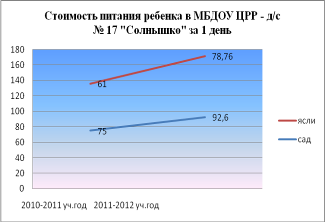 Стоимость питания ребенка в МБДОУ ЦРР - д/с
№ 17 "Солнышко" за 1 день
180
160
140
120
100
80
60
40
20
0
61
78,76
75
92,6
ясли
сад
2010-2011 уч.год 2011-2012 уч.год